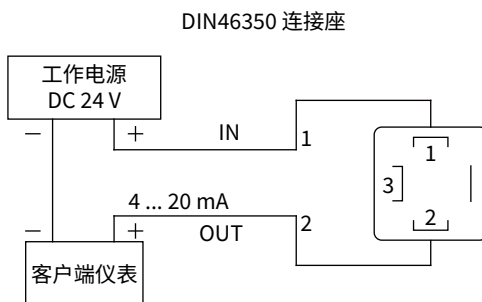 DIN46350 连接座
工作电源
DC 24 V
— + IN 1
1
3
2
4 ... 20 mA
— + OUT 2
客户端仪表